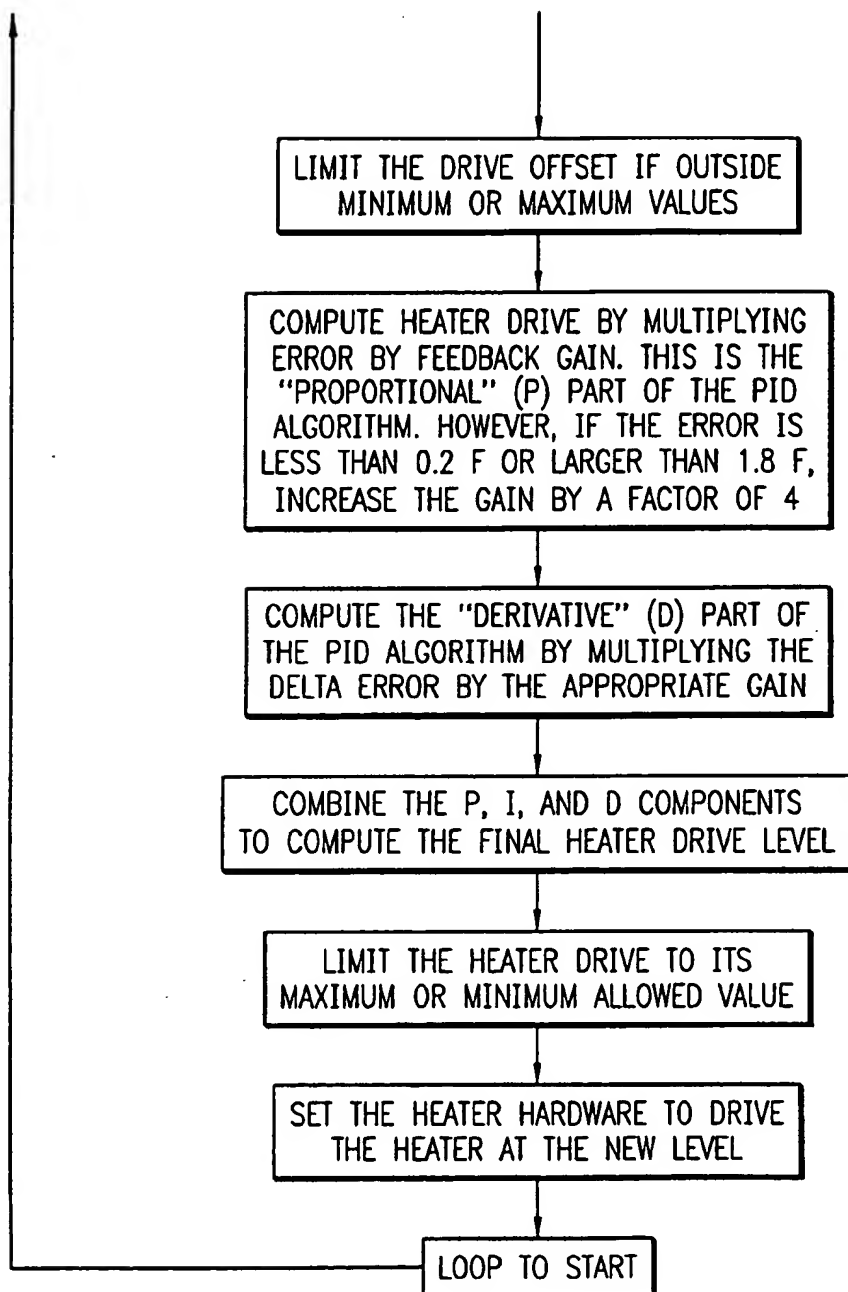 LIMIT THE DRIVE OFFSET IF OUTSIDE
MINIMUM OR MAXIMUM VALUES
COMPUTE HEATER DRIVE BY MULTIPLYING
ERROR BY FEEDBACK GAIN. THIS IS THE
"PROPORTIONAL" (P) PART OF THE PID
ALGORITHM. HOWEVER, IF THE ERROR IS
LESS THAN 0.2 F OR LARGER THAN 1.8 F,
INCREASE THE GAIN BY A FACTOR OF 4
COMPUTE THE "DERIVATIVE" (D) PART OF
THE PID ALGORITHM BY MULTIPLYING THE
DELTA ERROR BY THE APPROPRIATE GAIN
COMBINE THE P, I, AND D COMPONENTS
TO COMPUTE THE FINAL HEATER DRIVE LEVEL
LIMIT THE HEATER DRIVE TO ITS
MAXIMUM OR MINIMUM ALLOWED VALUE
SET THE HEATER HARDWARE TO DRIVE
THE HEATER AT THE NEW LEVEL
LOOP TO START